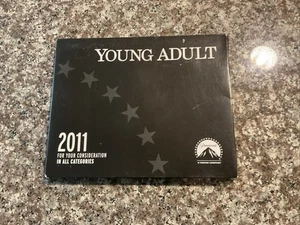 YOUNG ADULT
2011
FOR YOUR CONSIDERATION
IN ALL CATEGORIES